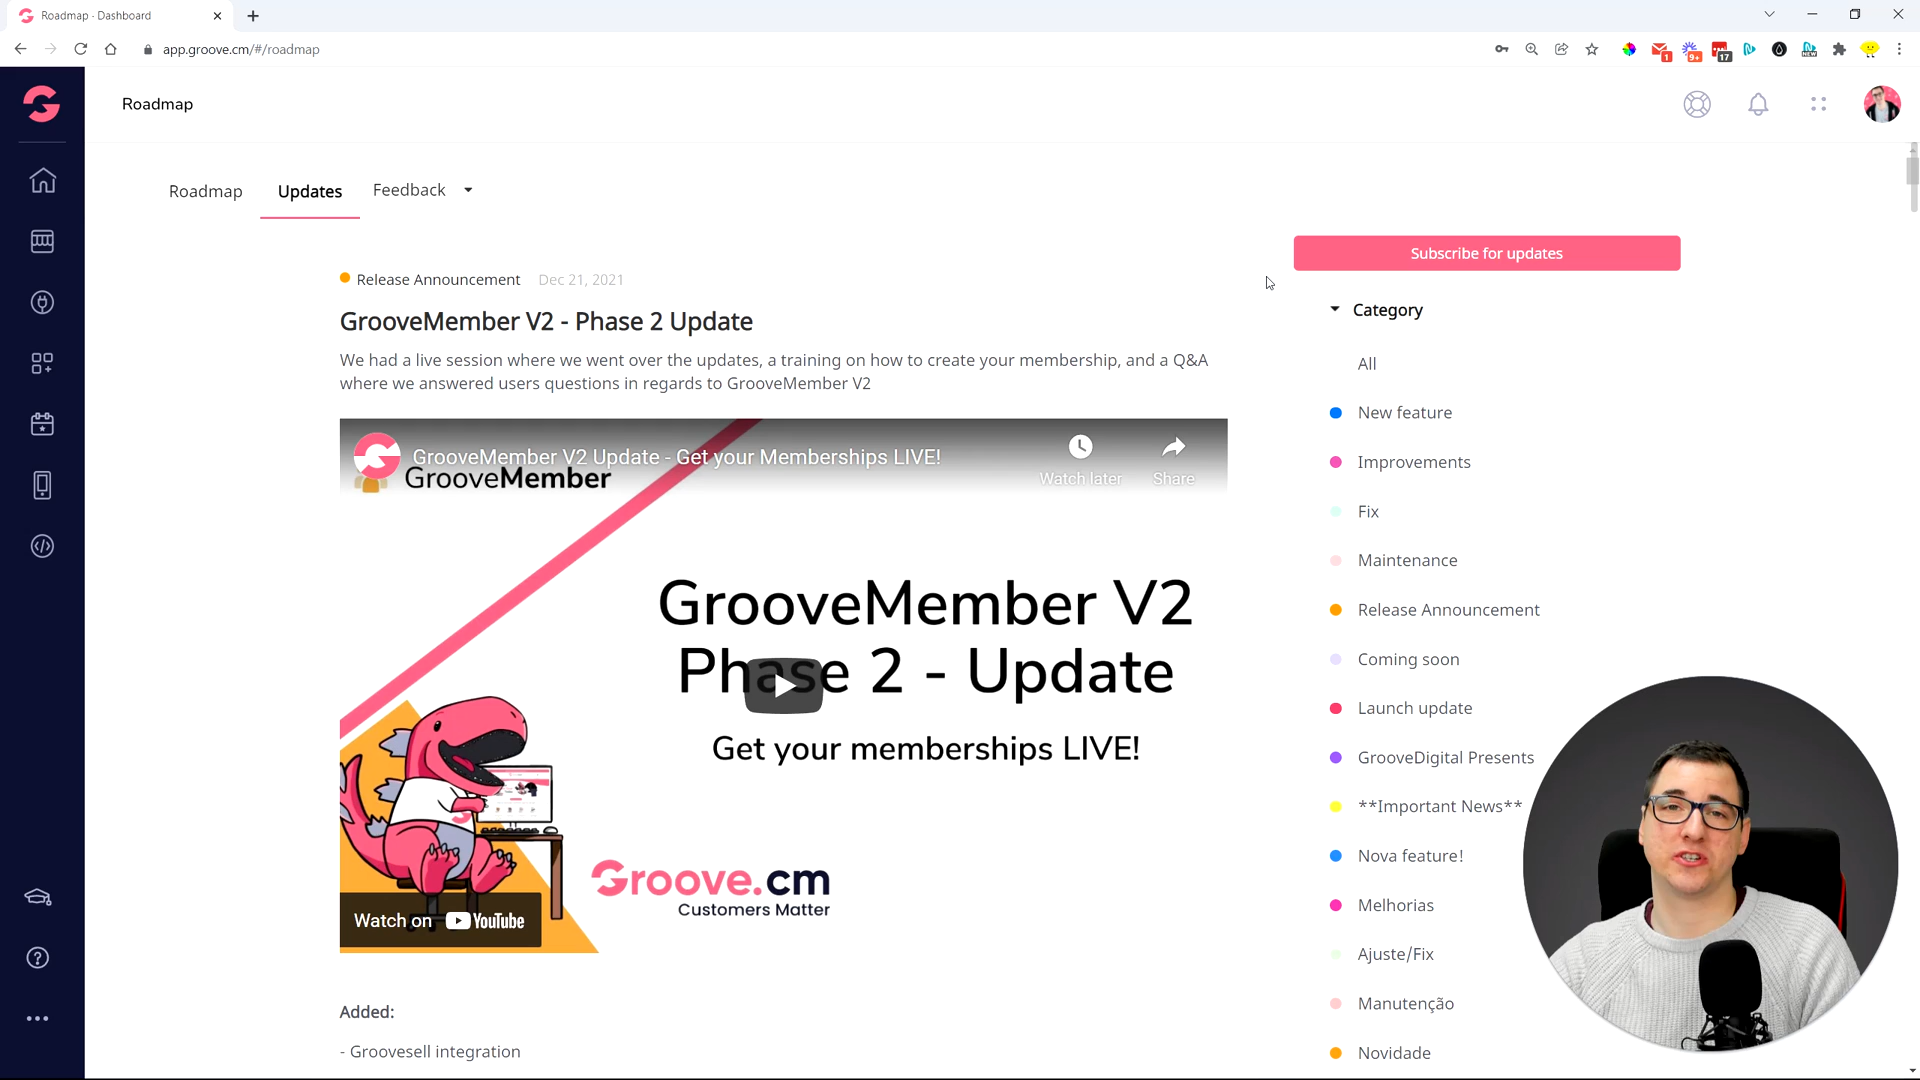 Roadmap - Dashboard
app.groove.cm/#/roadmap
1
9+
17
NEW
Roadmap
Roadmap
Updates
Feedback
Subscribe for updates
Release Announcement Dec 21, 2021
GrooveMember V2 - Phase 2 Update
We had a live session where we went over the updates, a training on how to create your membership, and a Q&A
where we answered users questions in regards to GrooveMember V2
GrooveMember V2 Update - Get your Memberships LIVE!
GrooveMember
Watch later
Share
GrooveMember V2
Phase 2 - Update
Get your memberships LIVE!
Groove.cm
Customers Matter
Watch on YouTube
Added:
- Groovesell integration
Category
All
New feature
Improvements
Fix
Maintenance
Release Announcement
Coming soon
Launch update
GrooveDigital Presents
**Important News**
Nova feature!
Melhorias
Ajuste/Fix
Manutenção
Novidade